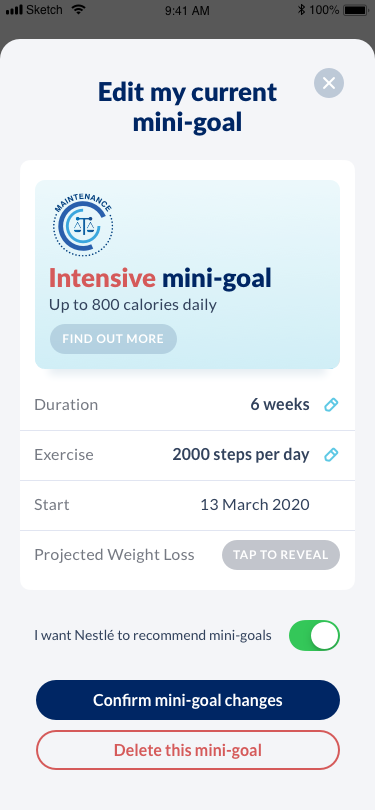 Sketch
9:41 AM
100%
Edit my current
mini-goal
MAINTENANCE
Intensive mini-goal
Up to 800 calories daily
FIND OUT MORE
Duration 6 weeks
Exercise 2000 steps per day
Start 13 March 2020
Projected Weight Loss TAP TO REVEAL
I want Nestlé to recommend mini-goals
Confirm mini-goal changes
Delete this mini-goal